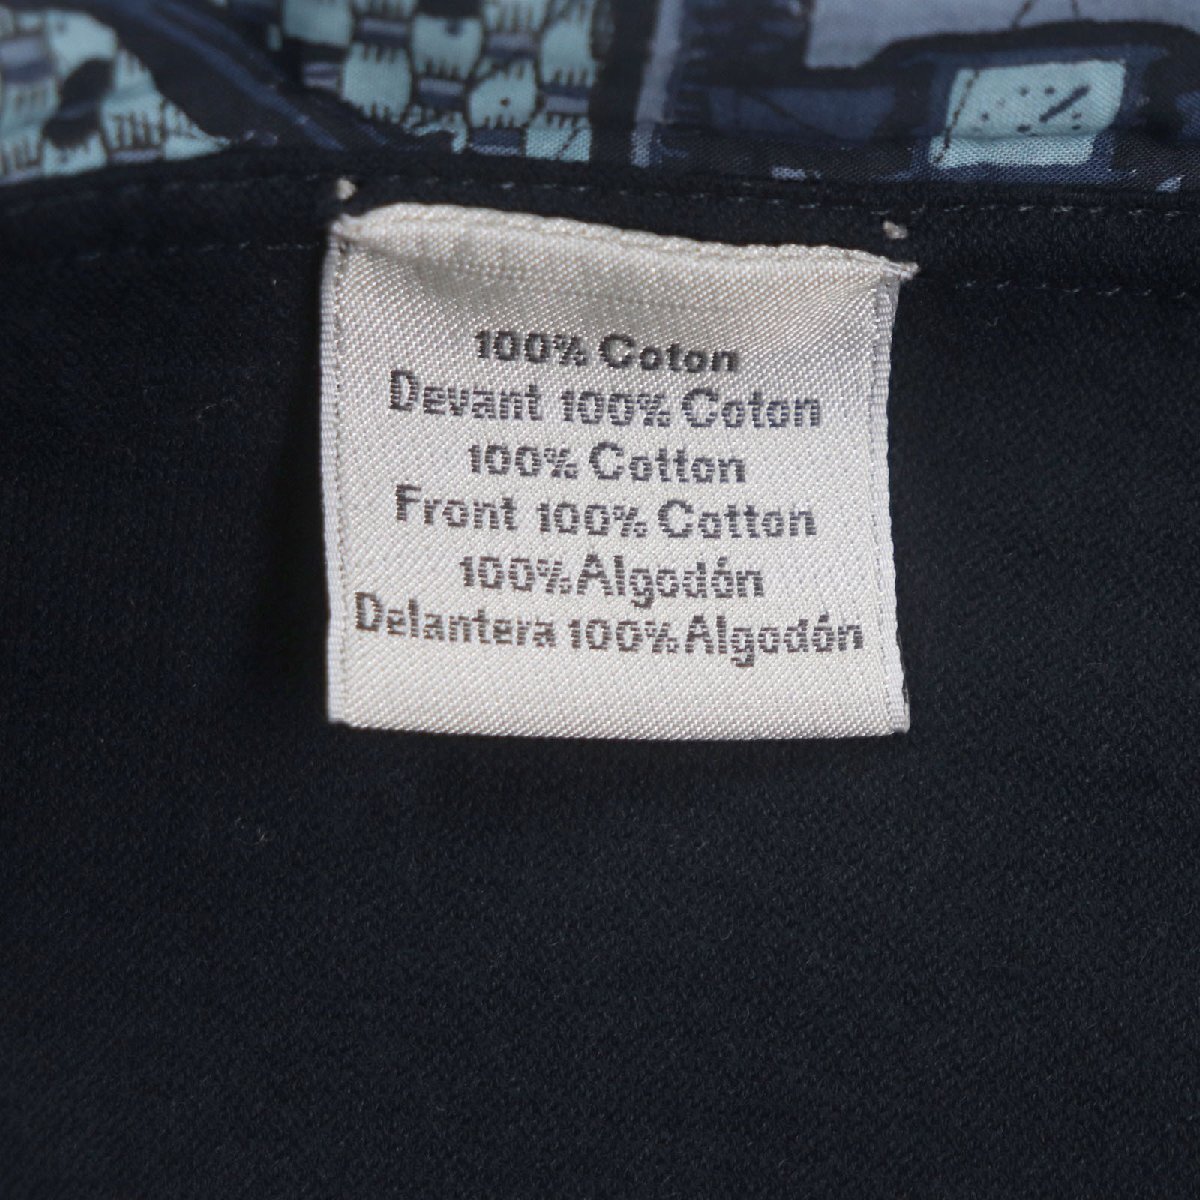 100% Coton
Devant 100% Coton
100% Cotton
Front 100% Cotton
100% Algodón
Delantera 100% Algodón